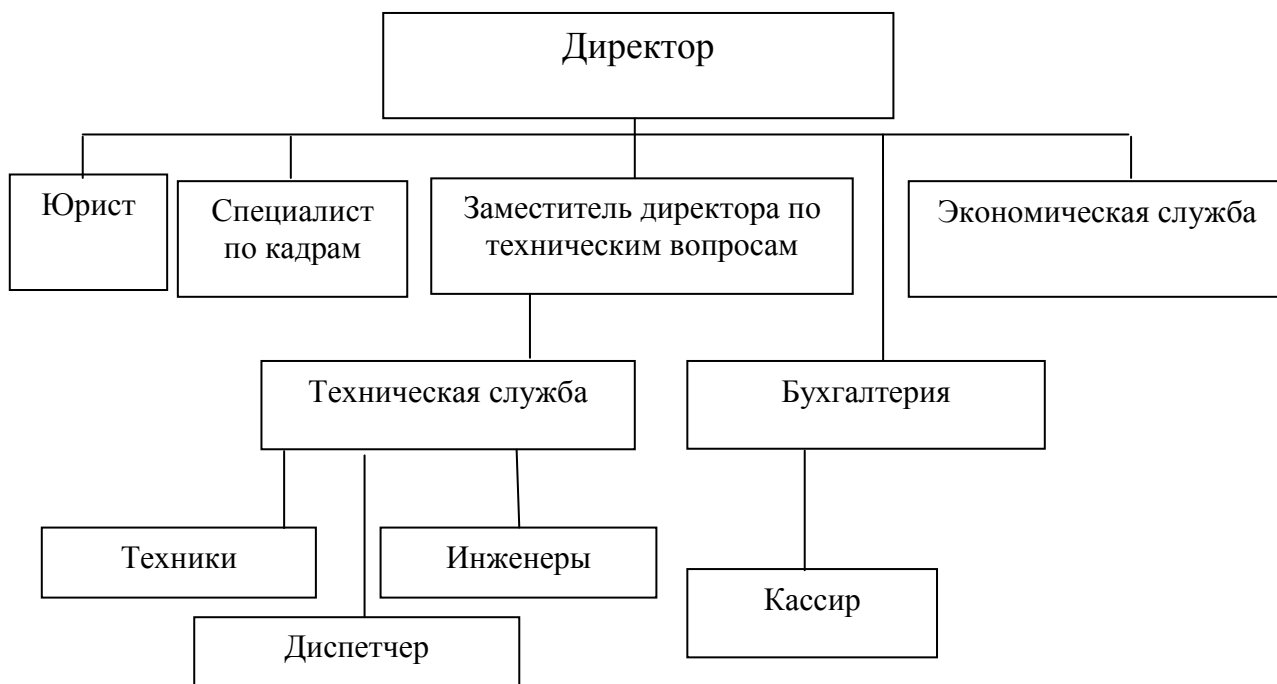 Директор
Юрист
Специалист
по кадрам
Заместитель директора по
техническим вопросам
Экономическая служба
Техническая служба
Бухгалтерия
Техники
Инженеры
Кассир
Диспетчер